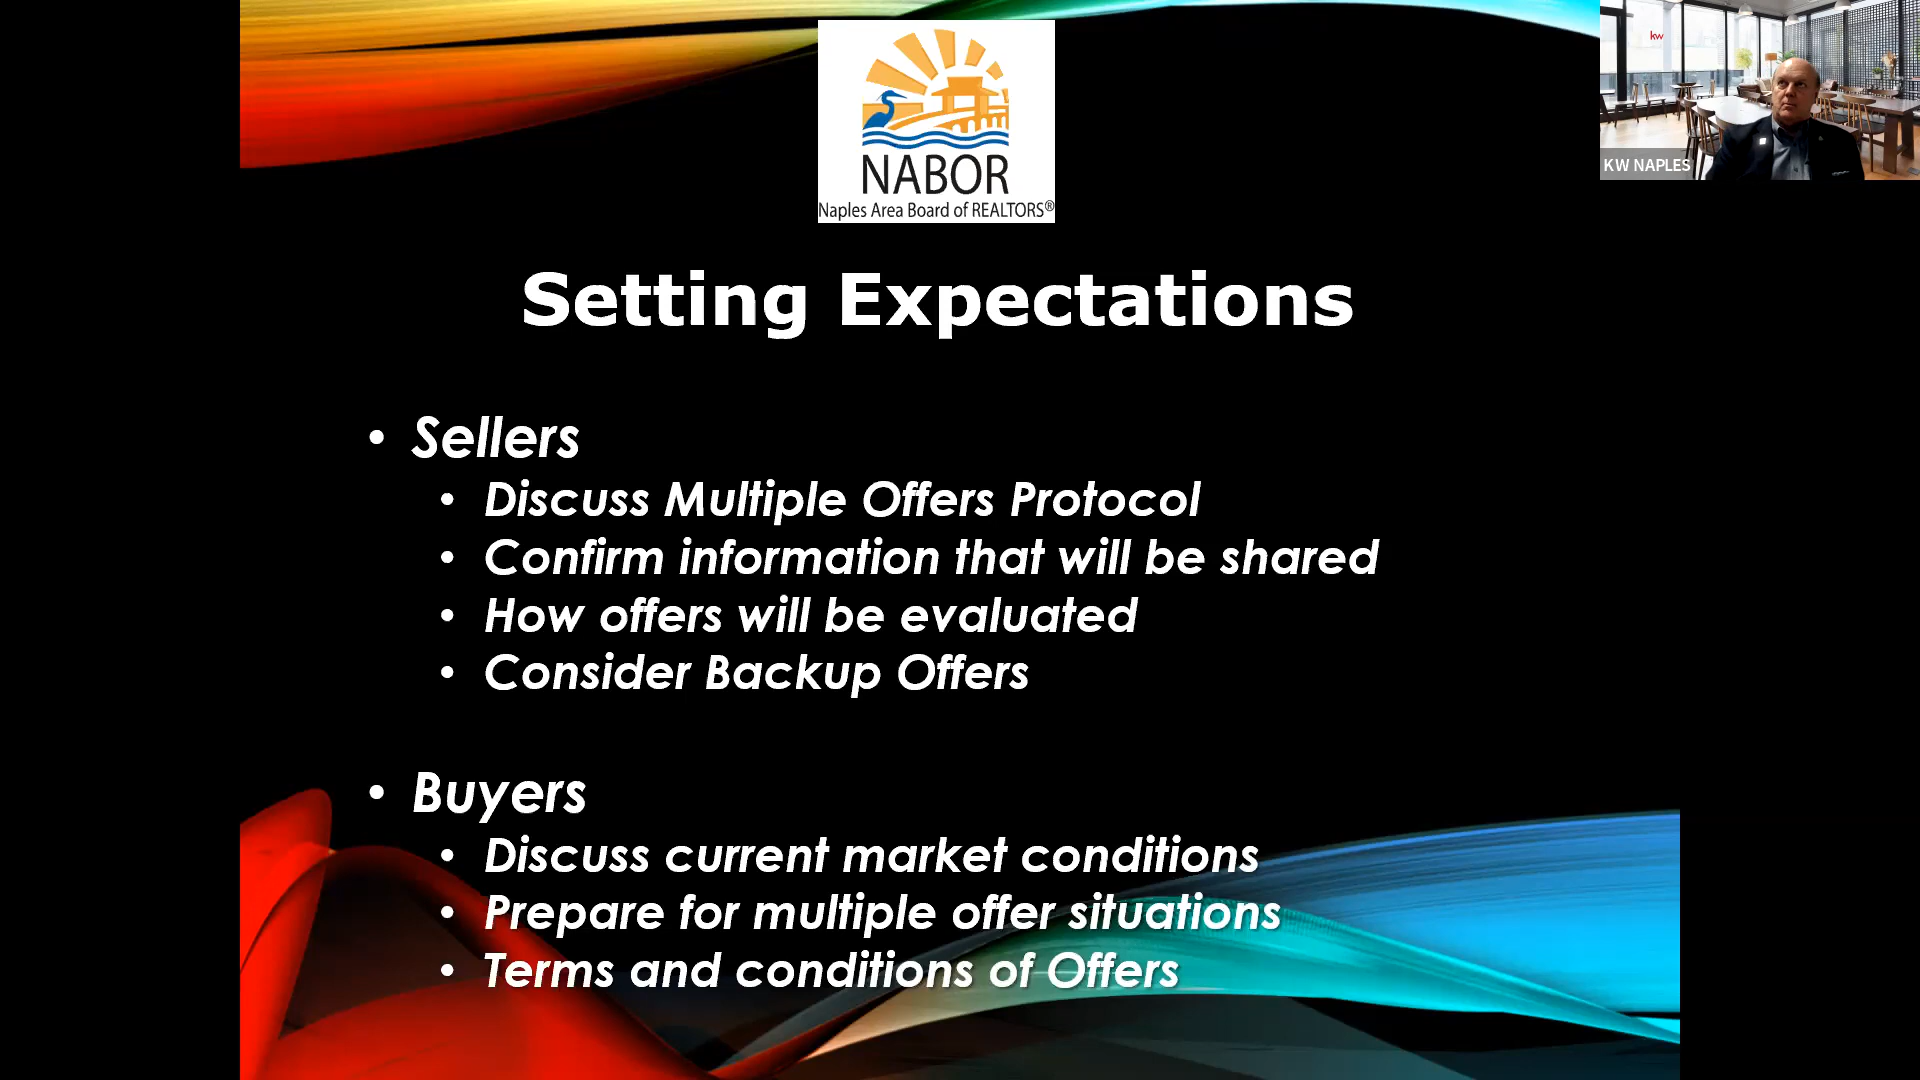 kw
KW NAPLES
NABOR
Naples Area Board of REALTORS®
Setting Expectations
• Sellers
• Discuss Multiple Offers Protocol
• Confirm information that will be shared
• How offers will be evaluated
• Consider Backup Offers
• Buyers
• Discuss current market conditions
• Prepare for multiple offer situations
• Terms and conditions of Offers